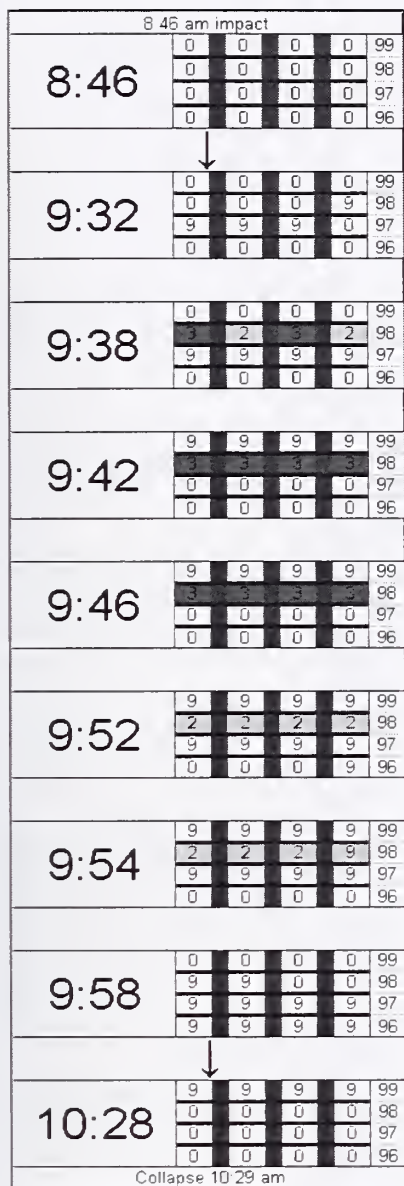 8 46 am impact
0 0 0 0 99
0 0 0 0 98
8:46
0 0 0 0 97
0 0 0 0 96
↓
0 0 0 0 99
0 0 0 9 98
9:32
9 9 9 0 97
0 0 0 0 96
0 0 0 0 99
3 2 3 2 98
9:38
9 9 9 9 97
0 0 0 0 96
9 9 9 9 99
3 3 3 3 98
9:42
0 0 0 0 97
0 0 0 0 96
9 9 9 9 99
3 3 3 3 98
9:46
0 0 0 0 97
0 0 0 0 96
9 9 9 9 99
2 2 2 2 98
9:52
9 9 9 9 97
0 0 0 9 96
9 9 9 9 99
2 2 2 9 98
9:54
9 9 9 9 97
0 0 0 0 96
0 0 0 0 99
9 9 0 0 98
9:58
9 9 9 9 97
9 9 9 9 96
↓
9 9 9 9 99
0 0 0 0 98
10:28
0 0 0 0 97
0 0 0 0 96
Collapse 10:29 am